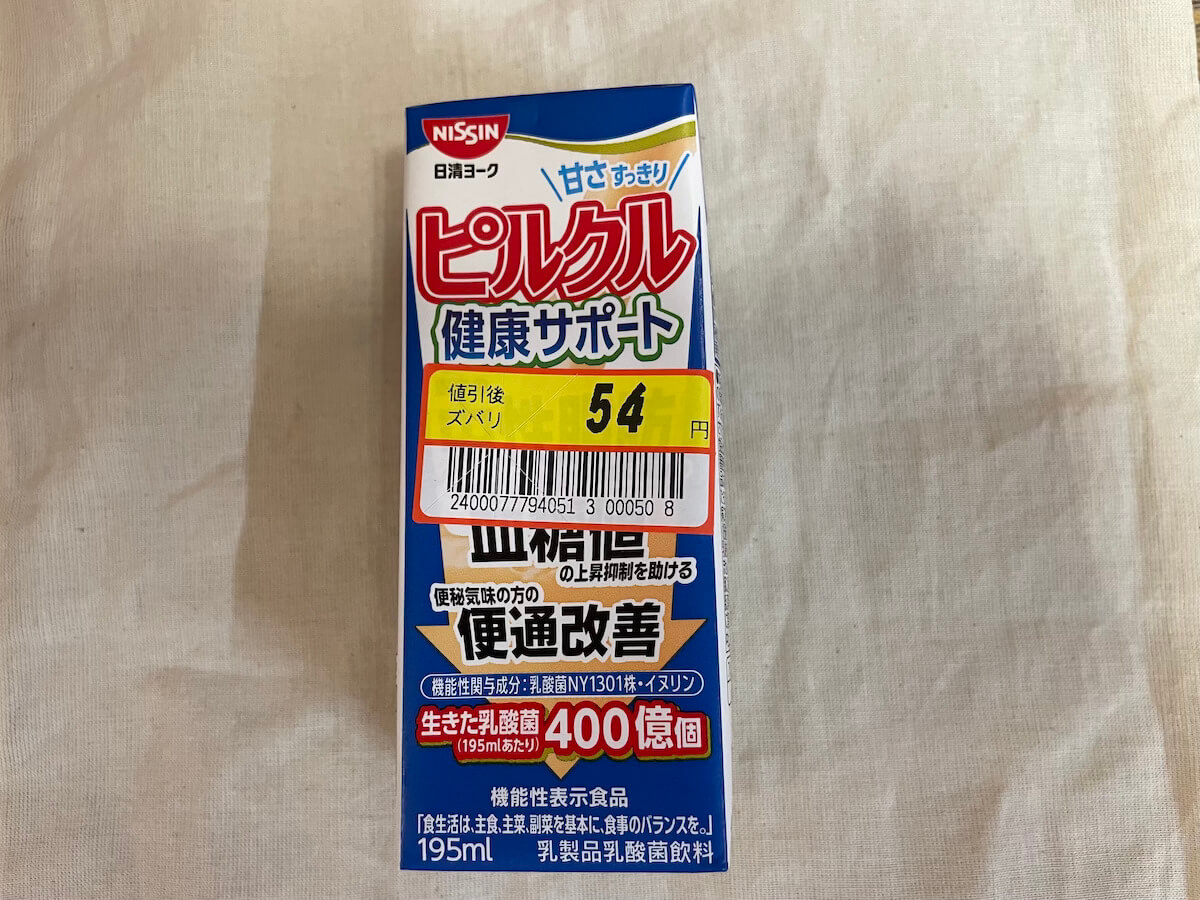 NISSIN
日清ヨーク
甘さすっきり
ピルクル
健康サポート
値引後
ズバリ
54
円
2400077794051 3 00050 8
血糖値
の上昇抑制を助ける
便秘気味の方の
便通改善
機能性関与成分:乳酸菌NY1301株・イヌリン
生きた乳酸菌
(195mlあたり)
400億個
機能性表示食品
「食生活は、主食、主菜、副菜を基本に、食事のバランスを。」
195ml 乳製品乳酸菌飲料